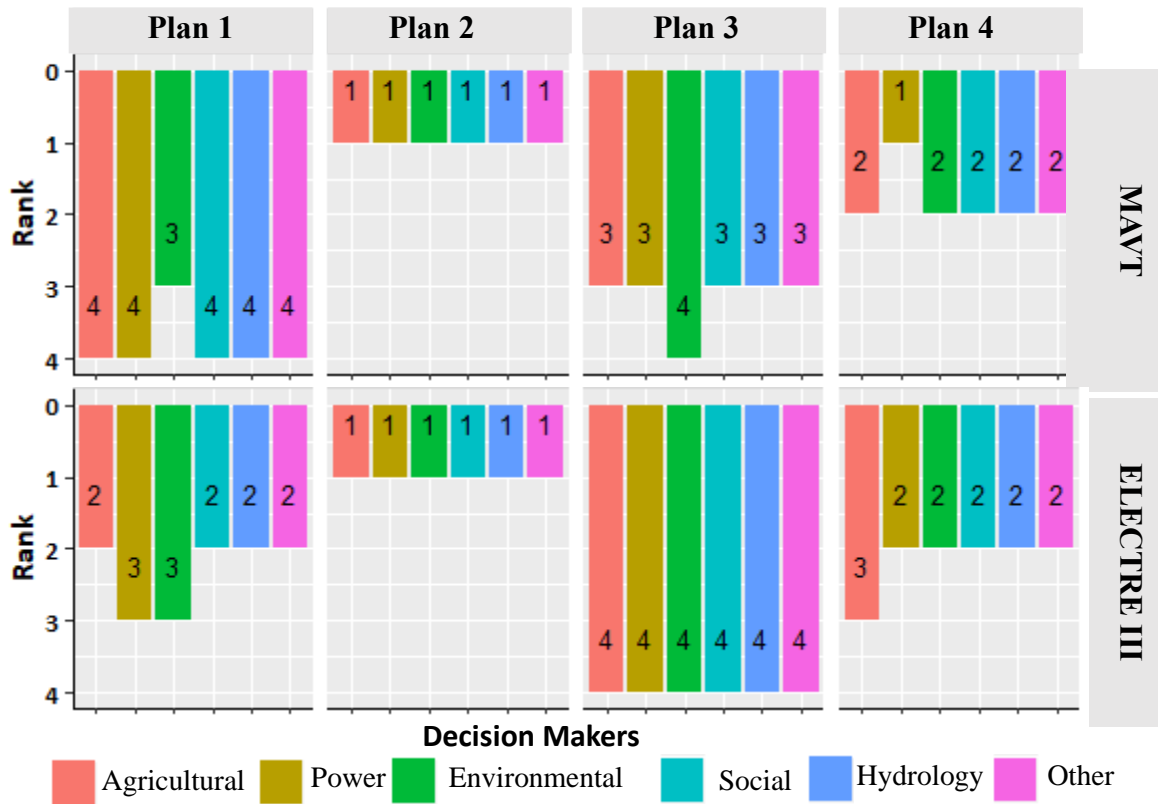 Plan 1 Plan 2 Plan 3 Plan 4
MAVT
Rank
0
1
2
3
4
4 4 3 4 4 4
1 1 1 1 1 1
3 3 4 3 3 3
2 1 2 2 2 2
ELECTRE III
Rank
0
1
2
3
4
2 3 3 2 2 2
1 1 1 1 1 1
4 4 4 4 4 4
3 2 2 2 2 2
Decision Makers
Agricultural Power Environmental Social Hydrology Other